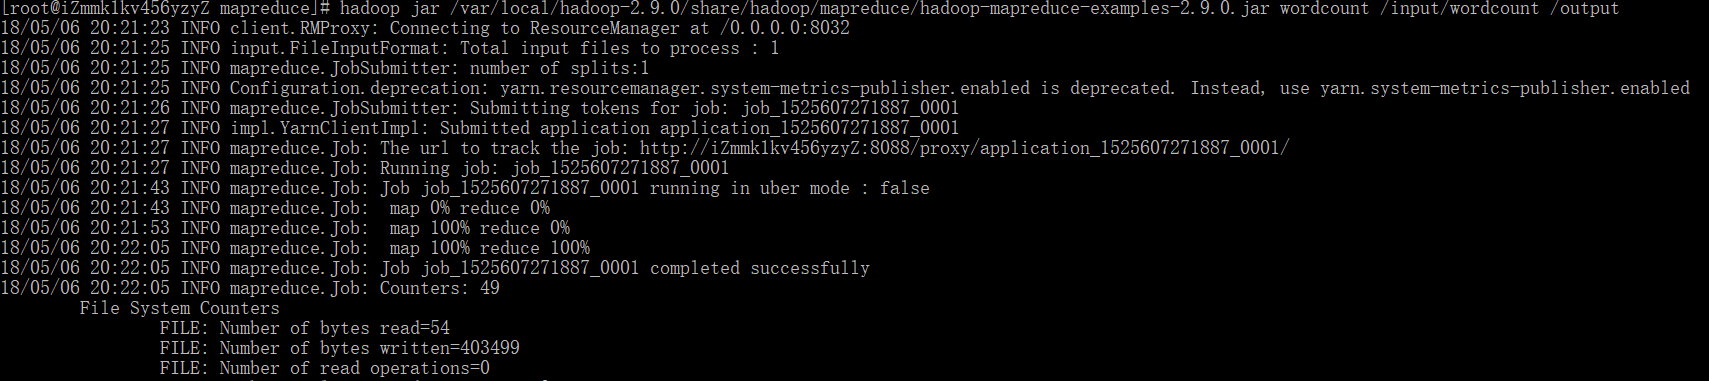 [root@iZmmk1kv456yzyZ mapreduce]# hadoop jar /var/local/hadoop-2.9.0/share/hadoop/mapreduce/hadoop-mapreduce-examples-2.9.0.jar wordcount /input/wordcount /output
18/05/06 20:21:23 INFO client.RMProxy: Connecting to ResourceManager at /0.0.0.0:8032
18/05/06 20:21:25 INFO input.FileInputFormat: Total input files to process : 1
18/05/06 20:21:25 INFO mapreduce.JobSubmitter: number of splits:1
18/05/06 20:21:25 INFO Configuration.deprecation: yarn.resourcemanager.system-metrics-publisher.enabled is deprecated. Instead, use yarn.system-metrics-publisher.enabled
18/05/06 20:21:26 INFO mapreduce.JobSubmitter: Submitting tokens for job: job_1525607271887_0001
18/05/06 20:21:27 INFO impl.YarnClientImpl: Submitted application application_1525607271887_0001
18/05/06 20:21:27 INFO mapreduce.Job: The url to track the job: http://iZmmk1kv456yzyZ:8088/proxy/application_1525607271887_0001/
18/05/06 20:21:27 INFO mapreduce.Job: Running job: job_1525607271887_0001
18/05/06 20:21:43 INFO mapreduce.Job: Job job_1525607271887_0001 running in uber mode : false
18/05/06 20:21:43 INFO mapreduce.Job:  map 0% reduce 0%
18/05/06 20:21:53 INFO mapreduce.Job:  map 100% reduce 0%
18/05/06 20:22:05 INFO mapreduce.Job:  map 100% reduce 100%
18/05/06 20:22:05 INFO mapreduce.Job: Job job_1525607271887_0001 completed successfully
18/05/06 20:22:05 INFO mapreduce.Job: Counters: 49
File System Counters
FILE: Number of bytes read=54
FILE: Number of bytes written=403499
FILE: Number of read operations=0